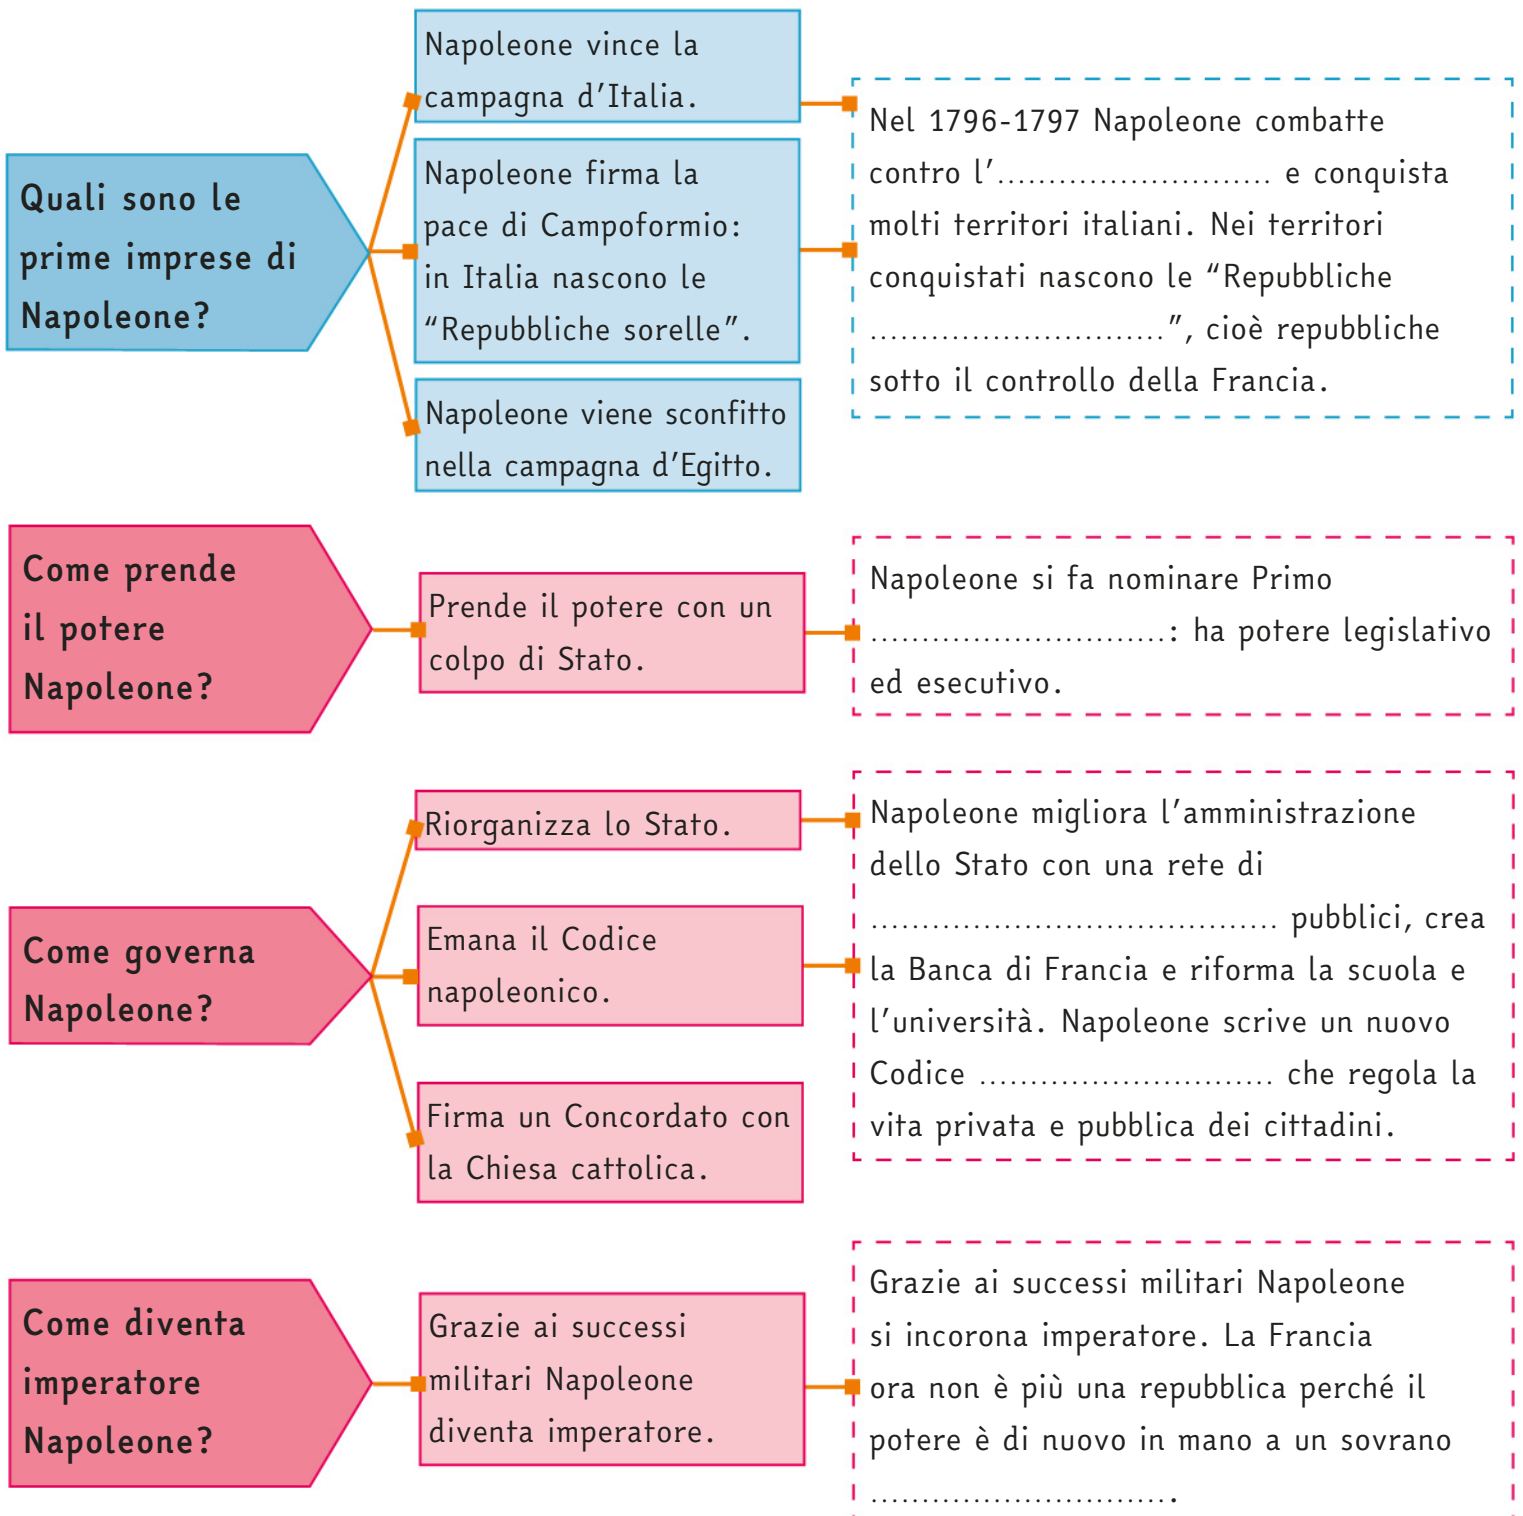 Quali sono le
prime imprese di
Napoleone?
Napoleone vince la
campagna d'Italia.
Napoleone firma la
pace di Campoformio:
in Italia nascono le
“Repubbliche sorelle”.
Napoleone viene sconfitto
nella campagna d'Egitto.
Nel 1796-1797 Napoleone combatte
contro l'........................... e conquista
molti territori italiani. Nei territori
conquistati nascono le “Repubbliche
.............................”, cioè repubbliche
sotto il controllo della Francia.
Come prende
il potere
Napoleone?
Prende il potere con un
colpo di Stato.
Napoleone si fa nominare Primo
.............................: ha potere legislativo
ed esecutivo.
Come governa
Napoleone?
Riorganizza lo Stato.
Emana il Codice
napoleonico.
Firma un Concordato con
la Chiesa cattolica.
Napoleone migliora l'amministrazione
dello Stato con una rete di
........................................ pubblici, crea
la Banca di Francia e riforma la scuola e
l'università. Napoleone scrive un nuovo
Codice ............................. che regola la
vita privata e pubblica dei cittadini.
Come diventa
imperatore
Napoleone?
Grazie ai successi
militari Napoleone
diventa imperatore.
Grazie ai successi militari Napoleone
si incorona imperatore. La Francia
ora non è più una repubblica perché il
potere è di nuovo in mano a un sovrano
.............................